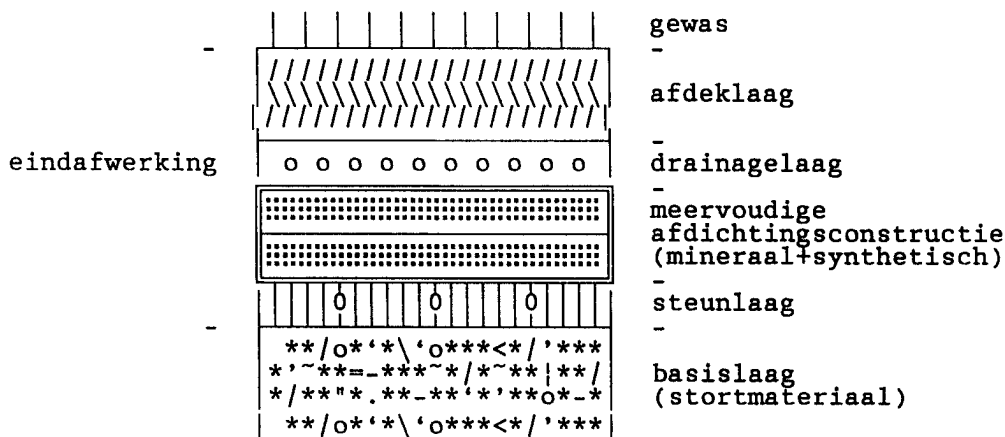 gewas
afdeklaag
eindafwerking
drainagelaag
meervoudige
afdichtingsconstructie
(mineraal+synthetisch)
steunlaag
basislaag
(stortmateriaal)